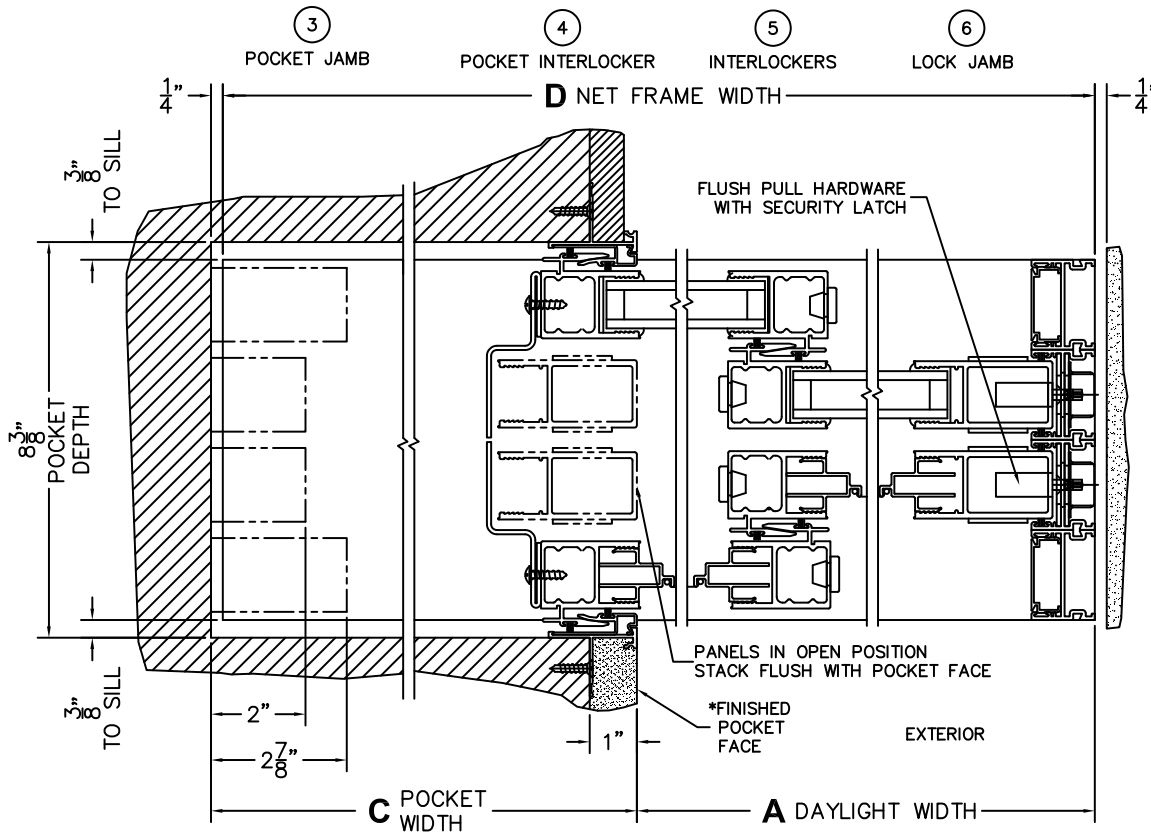 3
POCKET JAMB
4
POCKET INTERLOCKER
5
INTERLOCKERS
6
LOCK JAMB
1/4"
D NET FRAME WIDTH
1/4"
3/8"
TO SILL
FLUSH PULL HARDWARE
WITH SECURITY LATCH
8 3/8"
POCKET
DEPTH
PANELS IN OPEN POSITION
STACK FLUSH WITH POCKET FACE
3/8"
TO SILL
2"
2 7/8"
1"
*FINISHED
POCKET
FACE
EXTERIOR
C POCKET
WIDTH
A DAYLIGHT WIDTH